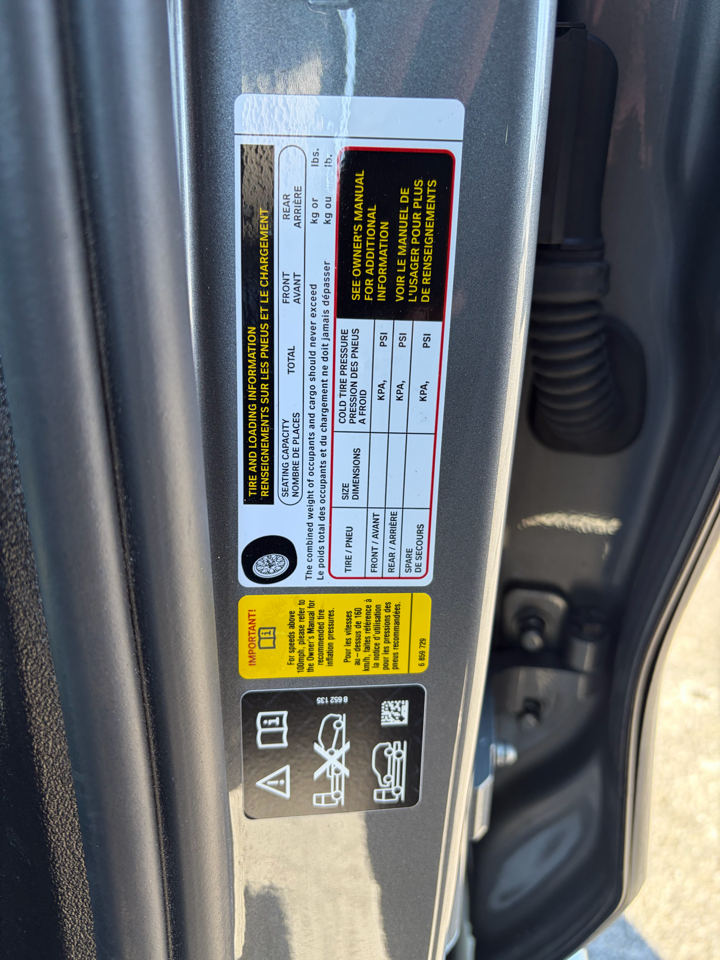 TIRE AND LOADING INFORMATION
RENSEIGNEMENTS SUR LES PNEUS ET LE CHARGEMENT
SEATING CAPACITY TOTAL FRONT REAR
NOMBRE DE PLACES AVANT ARRIÈRE
The combined weight of occupants and cargo should never exceed kg or lbs.
Le poids total des occupants et du chargement ne doit jamais dépasser kg ou lb.
TIRE / PNEU
SIZE
DIMENSIONS
COLD TIRE PRESSURE
PRESSION DES PNEUS
A FROID
FRONT / AVANT KPA, PSI
REAR / ARRIÈRE KPA, PSI
SPARE
DE SECOURS KPA, PSI
SEE OWNER'S MANUAL
FOR ADDITIONAL
INFORMATION
VOIR LE MANUEL DE
L'USAGER POUR PLUS
DE RENSEIGNEMENTS
IMPORTANT!
For speeds above
100mph, please refer to
the Owner's Manual for
recommended tire
inflation pressures.
Pour les vitesses
au-dessus de 160
km/h, faites référence à
la notice d'utilisation
pour les pressions des
pneus recommandées.
6 856 729
8 652 135